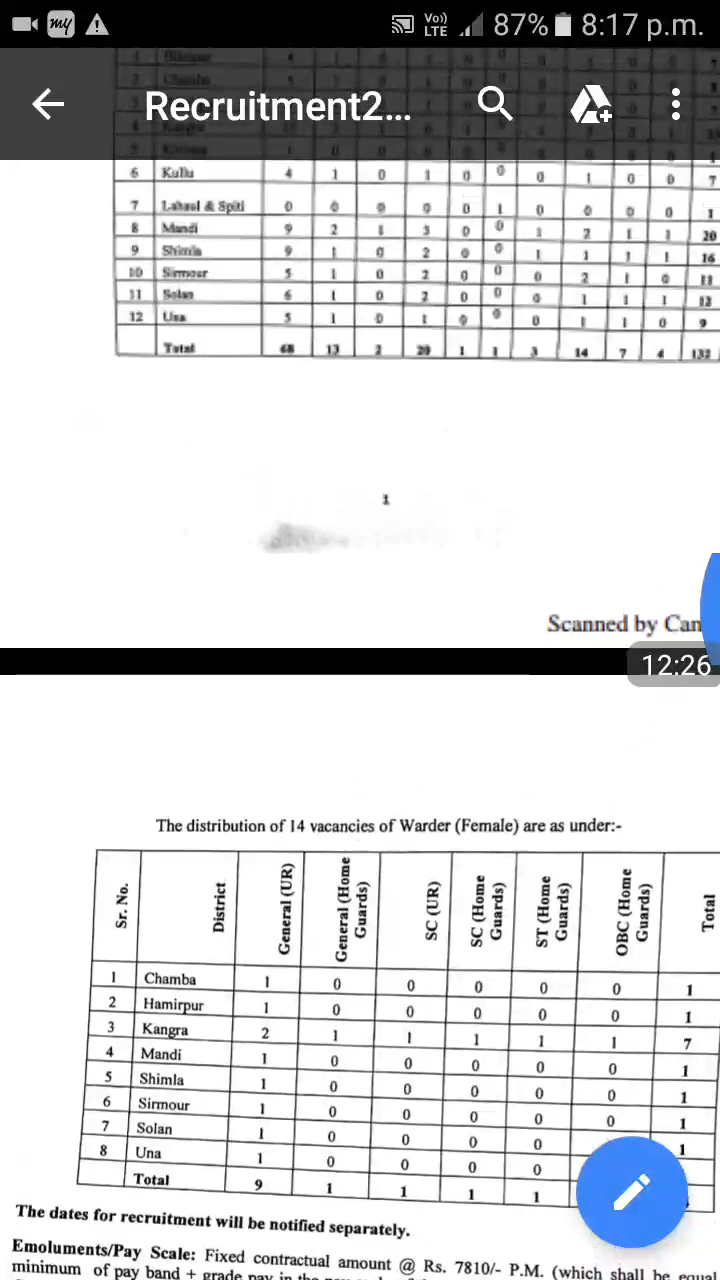 my Vo)) LTE 87% 8:17 p.m.
Recruitment2...
6 Kullu 4 1 0 1 0 0 0 1 0 0 7
7 Lahaul & Spiti 0 0 0 0 0 1 0 0 0 0 1
8 Mandi 9 2 1 3 0 0 1 2 1 1 20
9 Shimla 9 1 0 2 0 0 1 1 1 1 16
10 Sirmour 5 1 0 2 0 0 0 2 1 0 11
11 Solan 6 1 0 2 0 0 0 1 1 1
12 Una 5 1 0 1 0 0 0 1 1 0 9
Total 68 13 2 20 1 1 3 14 7 4 132
1
Scanned by Can
12:26
The distribution of 14 vacancies of Warder (Female) are as under:-
Sr. No. District General (UR) General (Home Guards) SC (UR) SC (Home Guards) ST (Home Guards) OBC (Home Guards) Total
1 Chamba 1 0 0 0 0 0 1
2 Hamirpur 1 0 0 0 0 0 1
3 Kangra 2 1 1 1 1 1 7
4 Mandi 1 0 0 0 0 0 1
5 Shimla 1 0 0 0 0 0 1
6 Sirmour 1 0 0 0 0 0 1
7 Solan 1 0 0 0 0 1
8 Una 1 0 0 0 0 1
Total 9 1 1 1 1
The dates for recruitment will be notified separately.
Emoluments/Pay Scale: Fixed contractual amount @ Rs. 7810/- P.M. (which shall be equal
minimum of pay band + grade pay in the